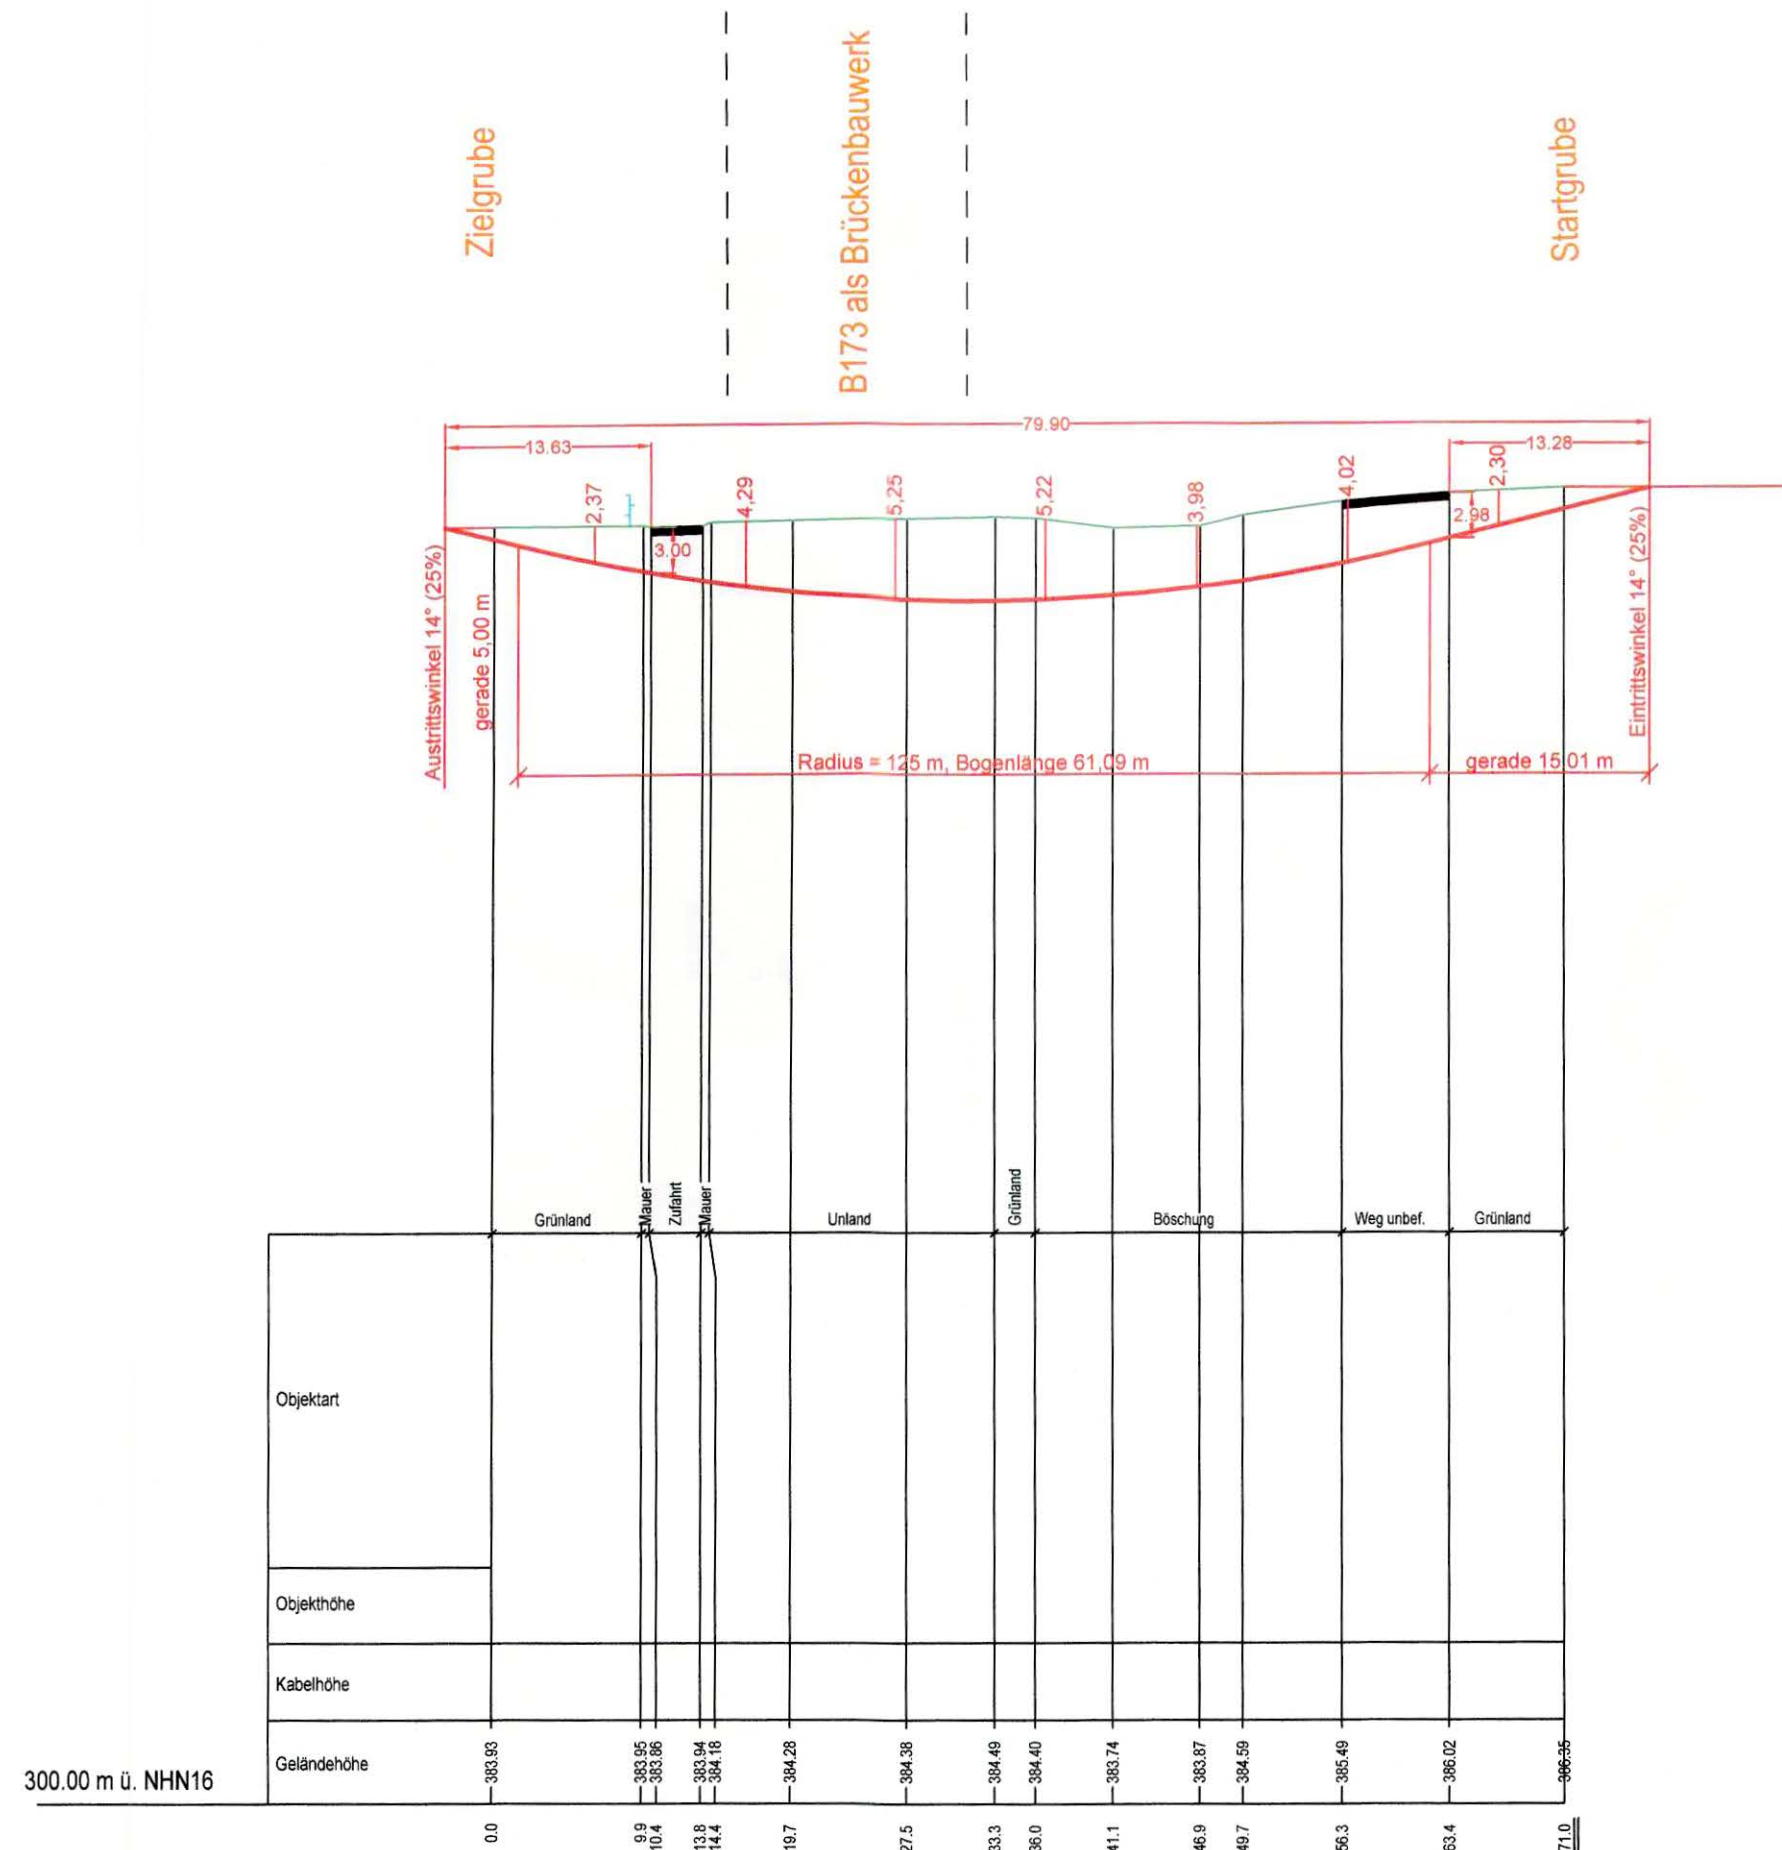 Zielgrube
B173 als Brückenbauwerk
Startgrube
79.90
13.63
13.28
2,37
4,29
5,25
5,22
3,98
4,02
2,30
3.00
2.98
Austrittswinkel 14° (25%)
gerade 5,00 m
Radius = 125 m, Bogenlänge 61,09 m
gerade 15,01 m
Eintrittswinkel 14° (25%)
Grünland
Mauer
Zufahrt
Mauer
Unland
Grünland
Böschung
Weg unbef.
Grünland
Objektart
Objekthöhe
Kabelhöhe
Geländehöhe
383.93
383.95
383.86
383.94
384.18
384.28
384.38
384.49
384.40
383.74
383.87
384.59
385.49
386.02
386.35
300.00 m ü. NHN16
0.0
9.9
10.4
13.8
14.4
19.7
27.5
33.3
36.0
41.1
46.9
49.7
56.3
63.4
71.0